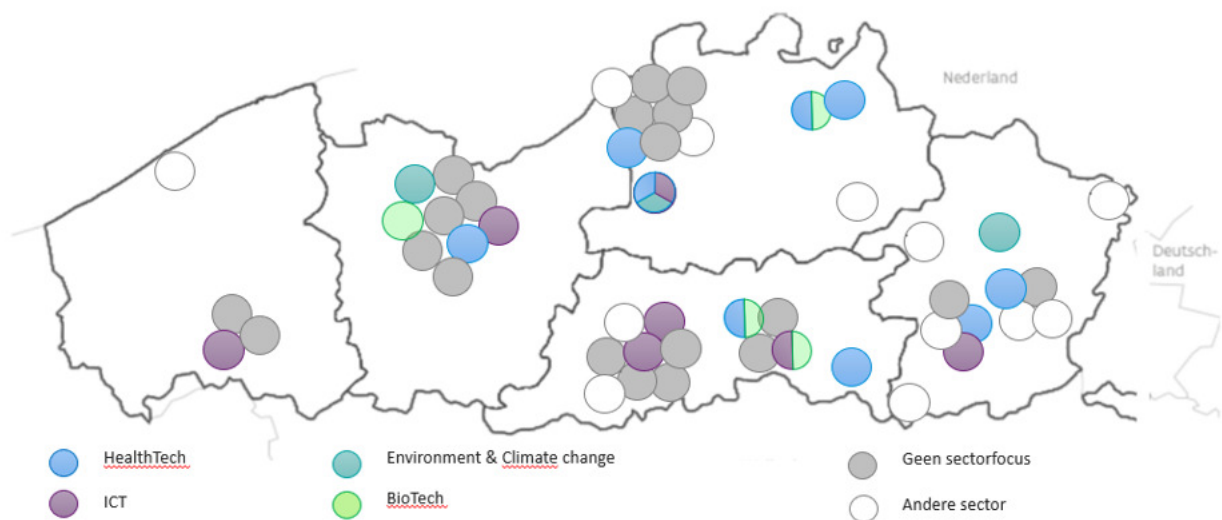 Nederland
Deutsch-
land
HealthTech
Environment & Climate change
Geen sectorfocus
ICT
BioTech
Andere sector